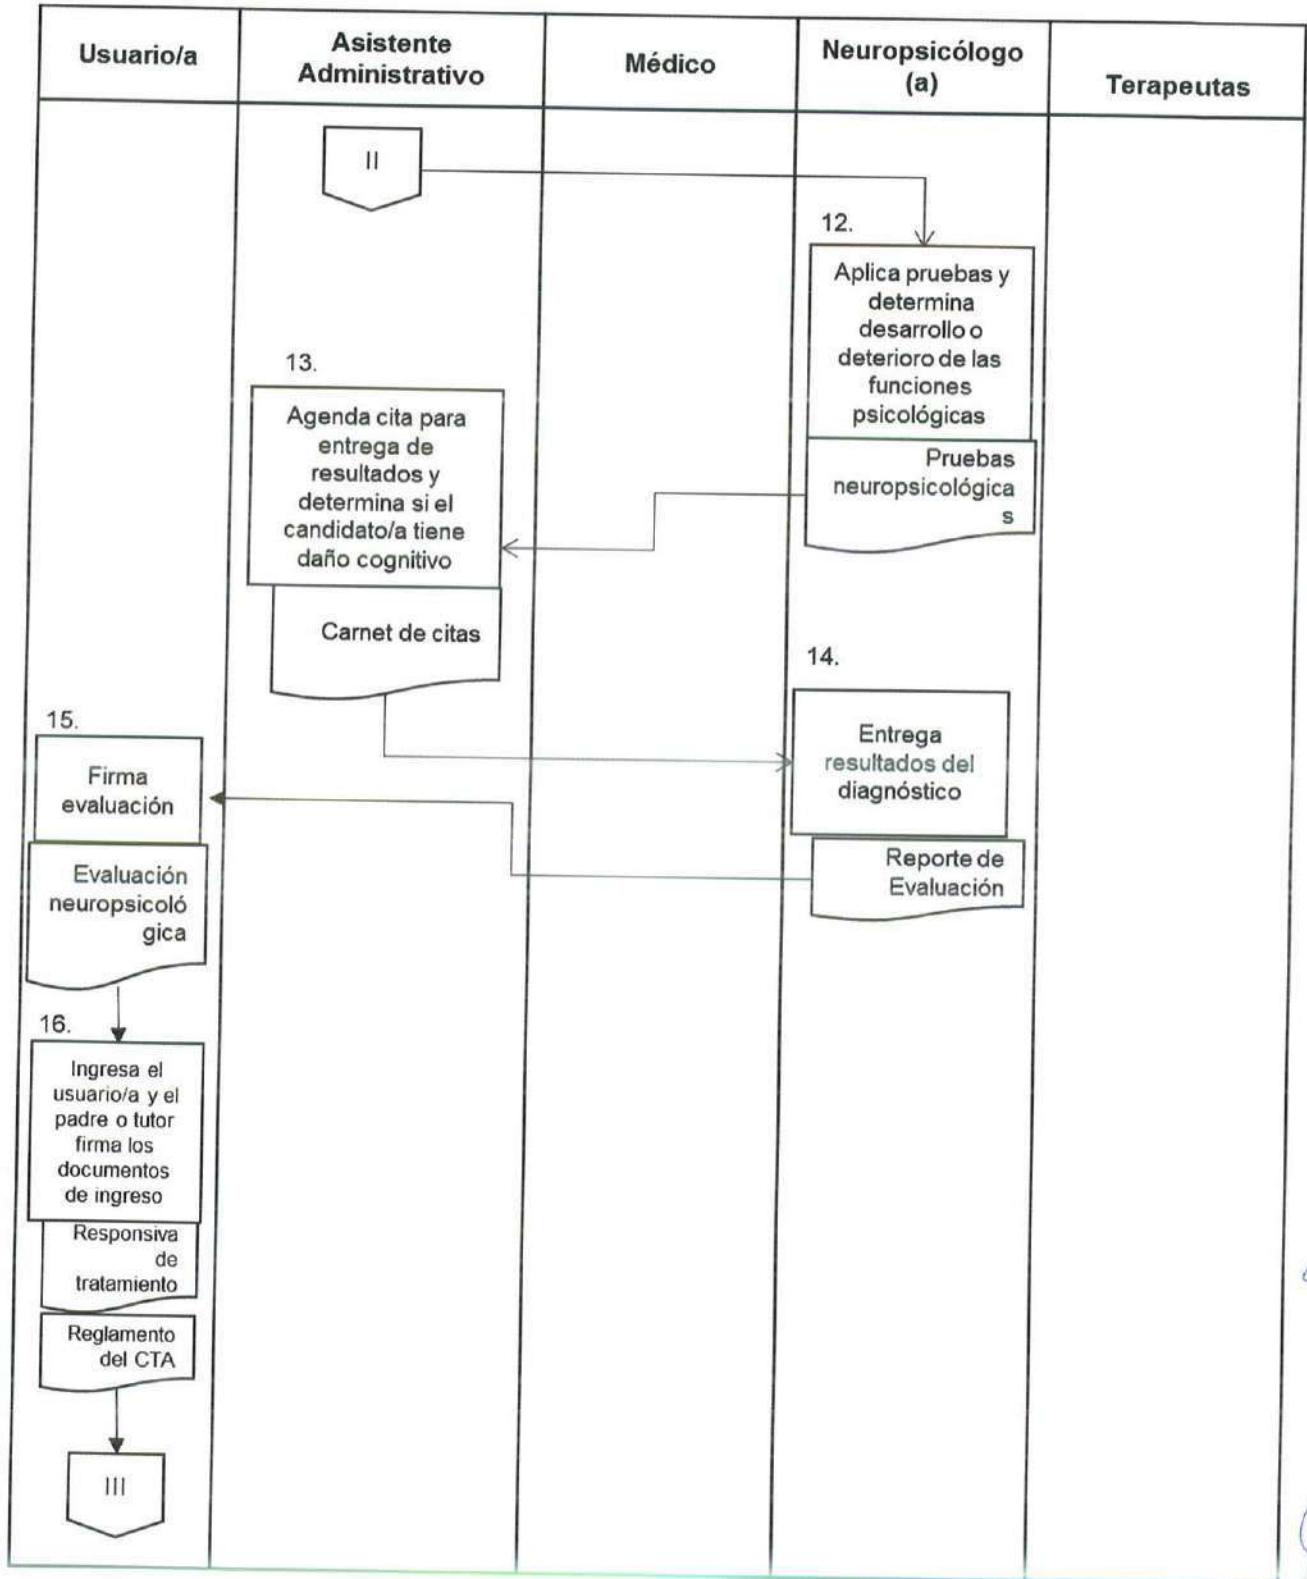 Usuario/a
Asistente
Administrativo
Médico
Neuropsicólogo
(a)
Terapeutas
II
12.
Aplica pruebas y
determina
desarrollo o
deterioro de las
funciones
psicológicas
Pruebas
neuropsicológica
s
13.
Agenda cita para
entrega de
resultados y
determina si el
candidato/a tiene
daño cognitivo
Carnet de citas
14.
Entrega
resultados del
diagnóstico
Reporte de
Evaluación
15.
Firma
evaluación
Evaluación
neuropsicoló
gica
16.
Ingresa el
usuario/a y el
padre o tutor
firma los
documentos
de ingreso
Responsiva
de
tratamiento
Reglamento
del CTA
III